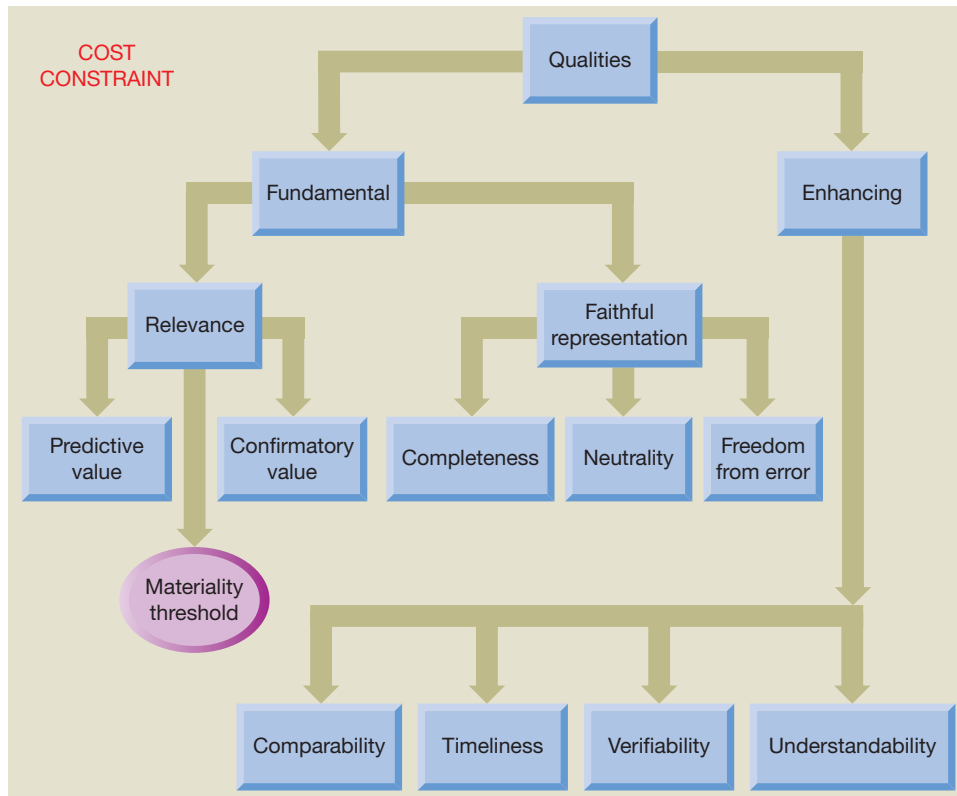 COST
CONSTRAINT
Qualities
Fundamental
Enhancing
Relevance
Faithful
representation
Predictive
value
Confirmatory
value
Completeness
Neutrality
Freedom
from error
Materiality
threshold
Comparability
Timeliness
Verifiability
Understandability